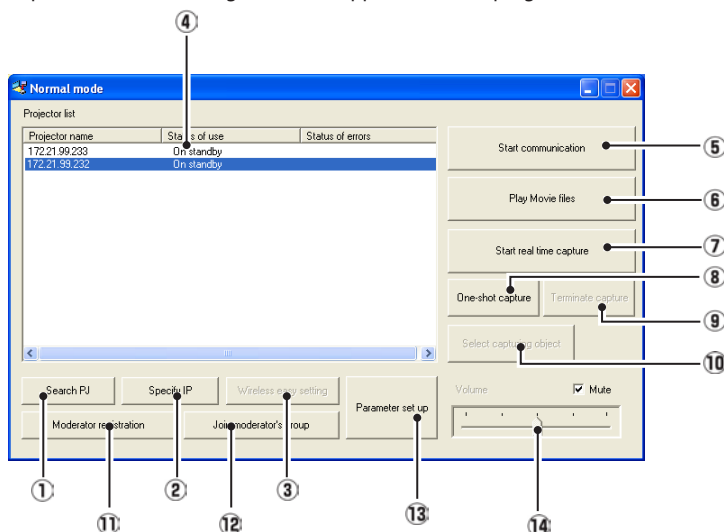 ④
Normal mode
Projector list
Projector name Status of use Status of errors
172.21.99.233 On standby
172.21.99.232 On standby
Start communication ⑤
Play Movie files ⑥
Start real time capture ⑦
⑧
One-shot capture Terminate capture
⑨
Select capturing object
⑩
Search PJ Specify IP Wireless easy setting
Parameter set up
Volume Mute
Moderator registration Join moderator's group
① ② ③
⑪ ⑫ ⑬ ⑭